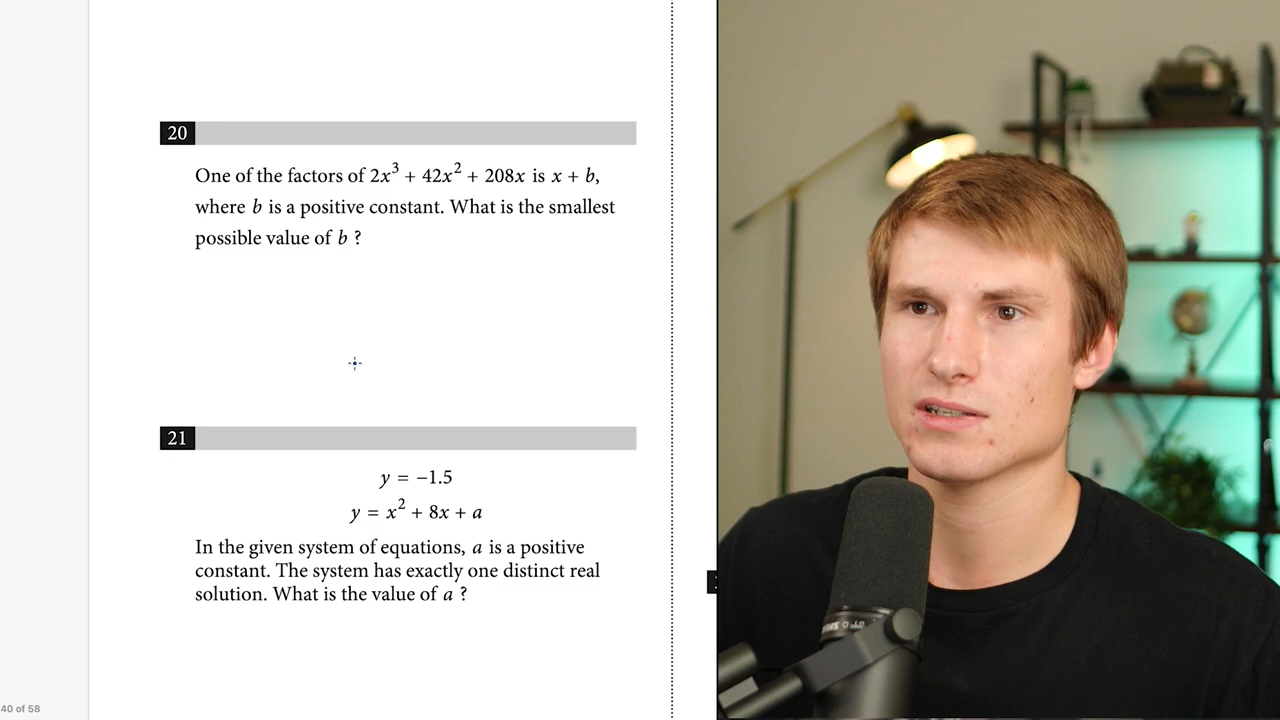 20
One of the factors of 2x³ + 42x² + 208x is x + b,
where b is a positive constant. What is the smallest
possible value of b ?
21
y = −1.5
y = x² + 8x + a
In the given system of equations, a is a positive
constant. The system has exactly one distinct real
solution. What is the value of a ?
40 of 58